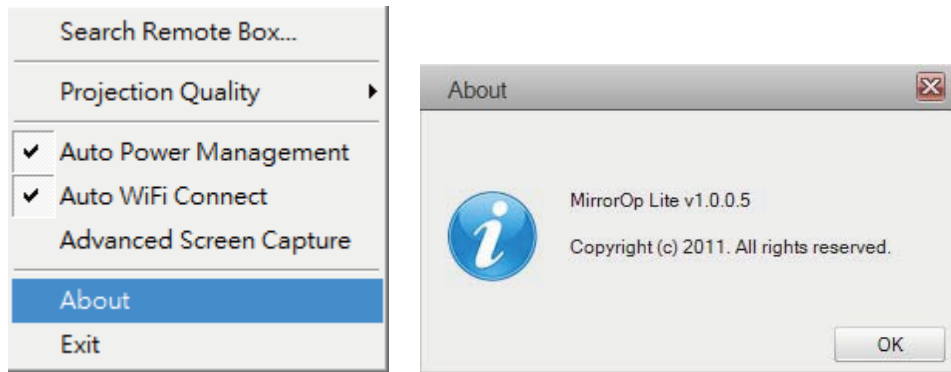 Search Remote Box...
Projection Quality
Auto Power Management
Auto WiFi Connect
Advanced Screen Capture
About
Exit
About
MirrorOp Lite v1.0.0.5
Copyright (c) 2011. All rights reserved.
OK